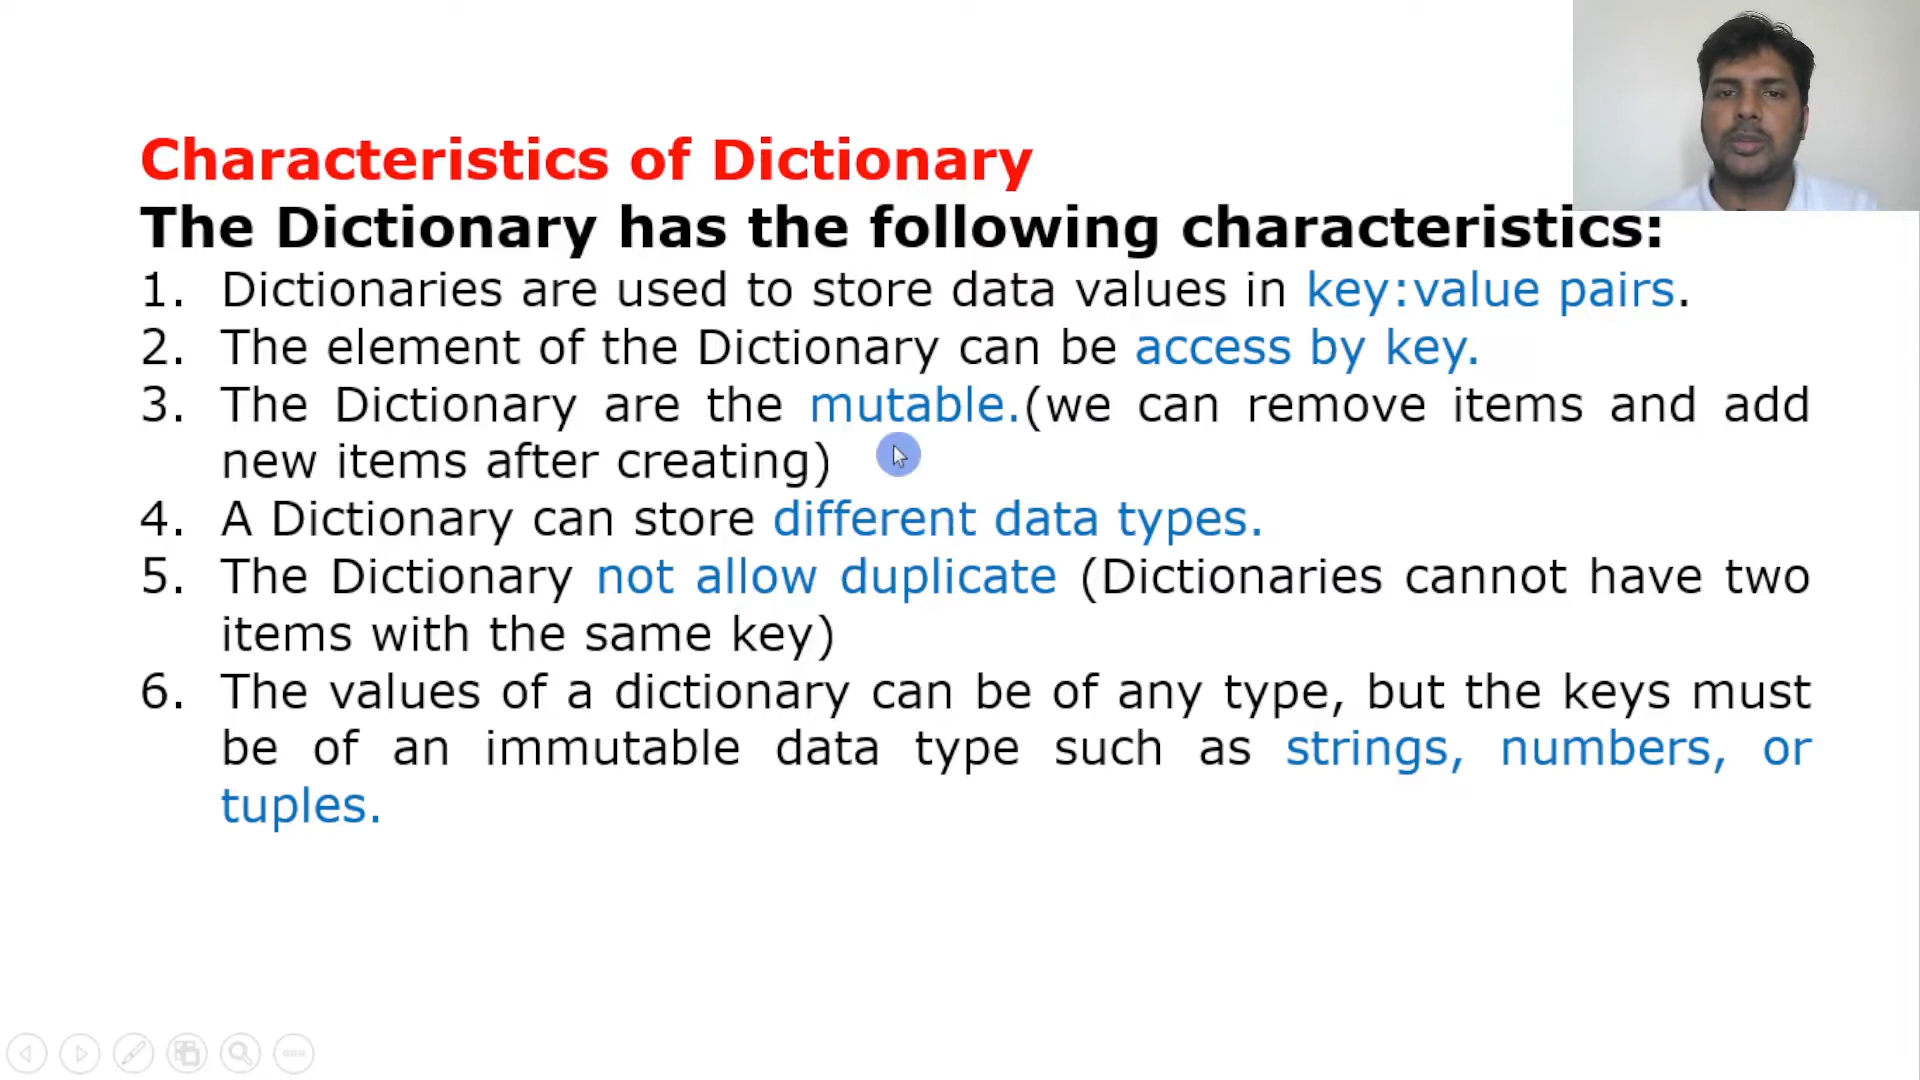 Characteristics of Dictionary
The Dictionary has the following characteristics:
1. Dictionaries are used to store data values in key:value pairs.
2. The element of the Dictionary can be access by key.
3. The Dictionary are the mutable.(we can remove items and add
new items after creating)
4. A Dictionary can store different data types.
5. The Dictionary not allow duplicate (Dictionaries cannot have two
items with the same key)
6. The values of a dictionary can be of any type, but the keys must
be of an immutable data type such as strings, numbers, or
tuples.